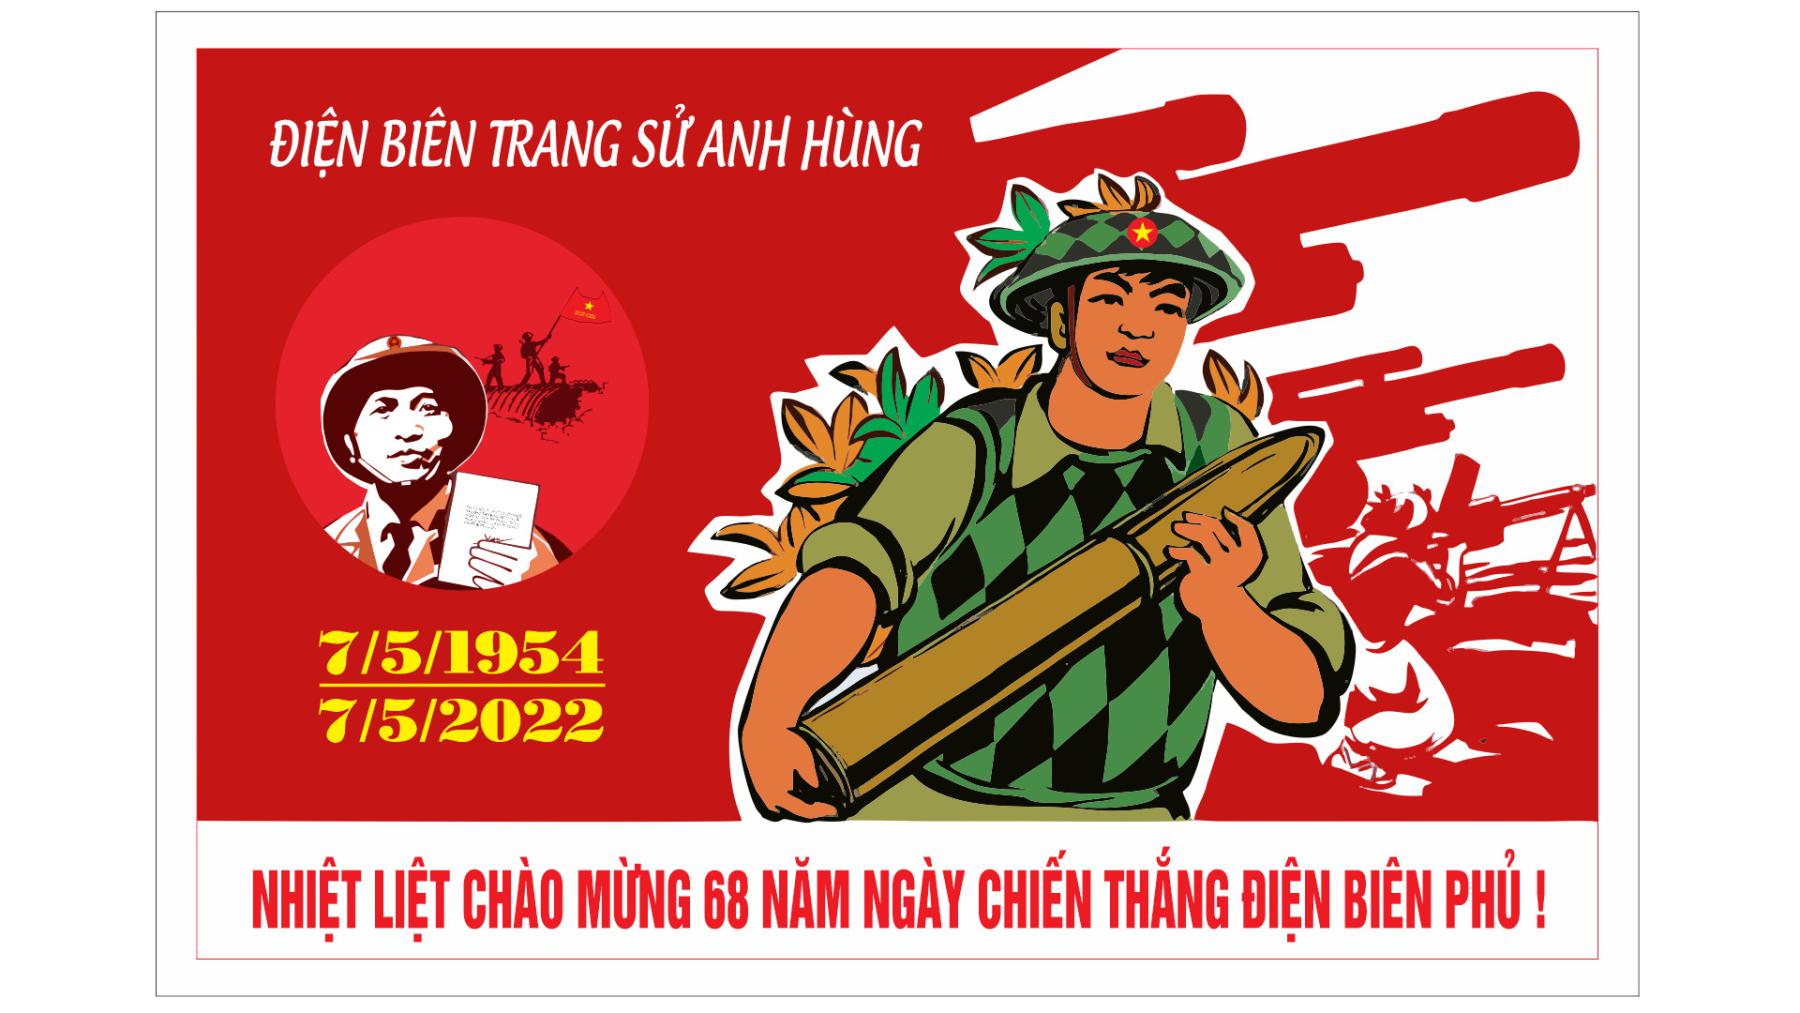 ĐIỆN BIÊN TRANG SỬ ANH HÙNG
7/5/1954
7/5/2022
NHIỆT LIỆT CHÀO MỪNG 68 NĂM NGÀY CHIẾN THẮNG ĐIỆN BIÊN PHỦ !